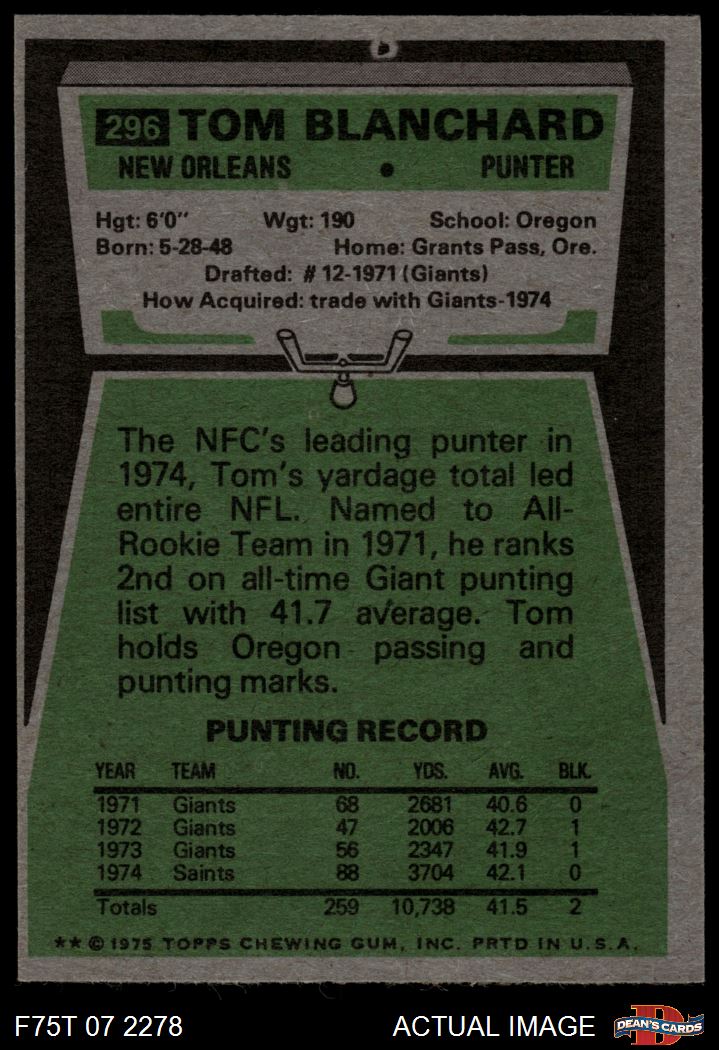 296 TOM BLANCHARD
NEW ORLEANS • PUNTER
Hgt: 6'0" Wgt: 190 School: Oregon
Born: 5-28-48 Home: Grants Pass, Ore.
Drafted: #12-1971 (Giants)
How Acquired: trade with Giants-1974
The NFC's leading punter in
1974, Tom's yardage total led
entire NFL. Named to All-
Rookie Team in 1971, he ranks
2nd on all-time Giant punting
list with 41.7 average. Tom
holds Oregon passing and
punting marks.
PUNTING RECORD
YEAR TEAM NO. YDS. AVG. BLK.
1971 Giants 68 2681 40.6 0
1972 Giants 47 2006 42.7 1
1973 Giants 56 2347 41.9 1
1974 Saints 88 3704 42.1 0
Totals 259 10,738 41.5 2
** © 1975 TOPPS CHEWING GUM, INC. PRTD IN U.S.A.
F75T 07 2278 ACTUAL IMAGE D DEAN'S CARDS